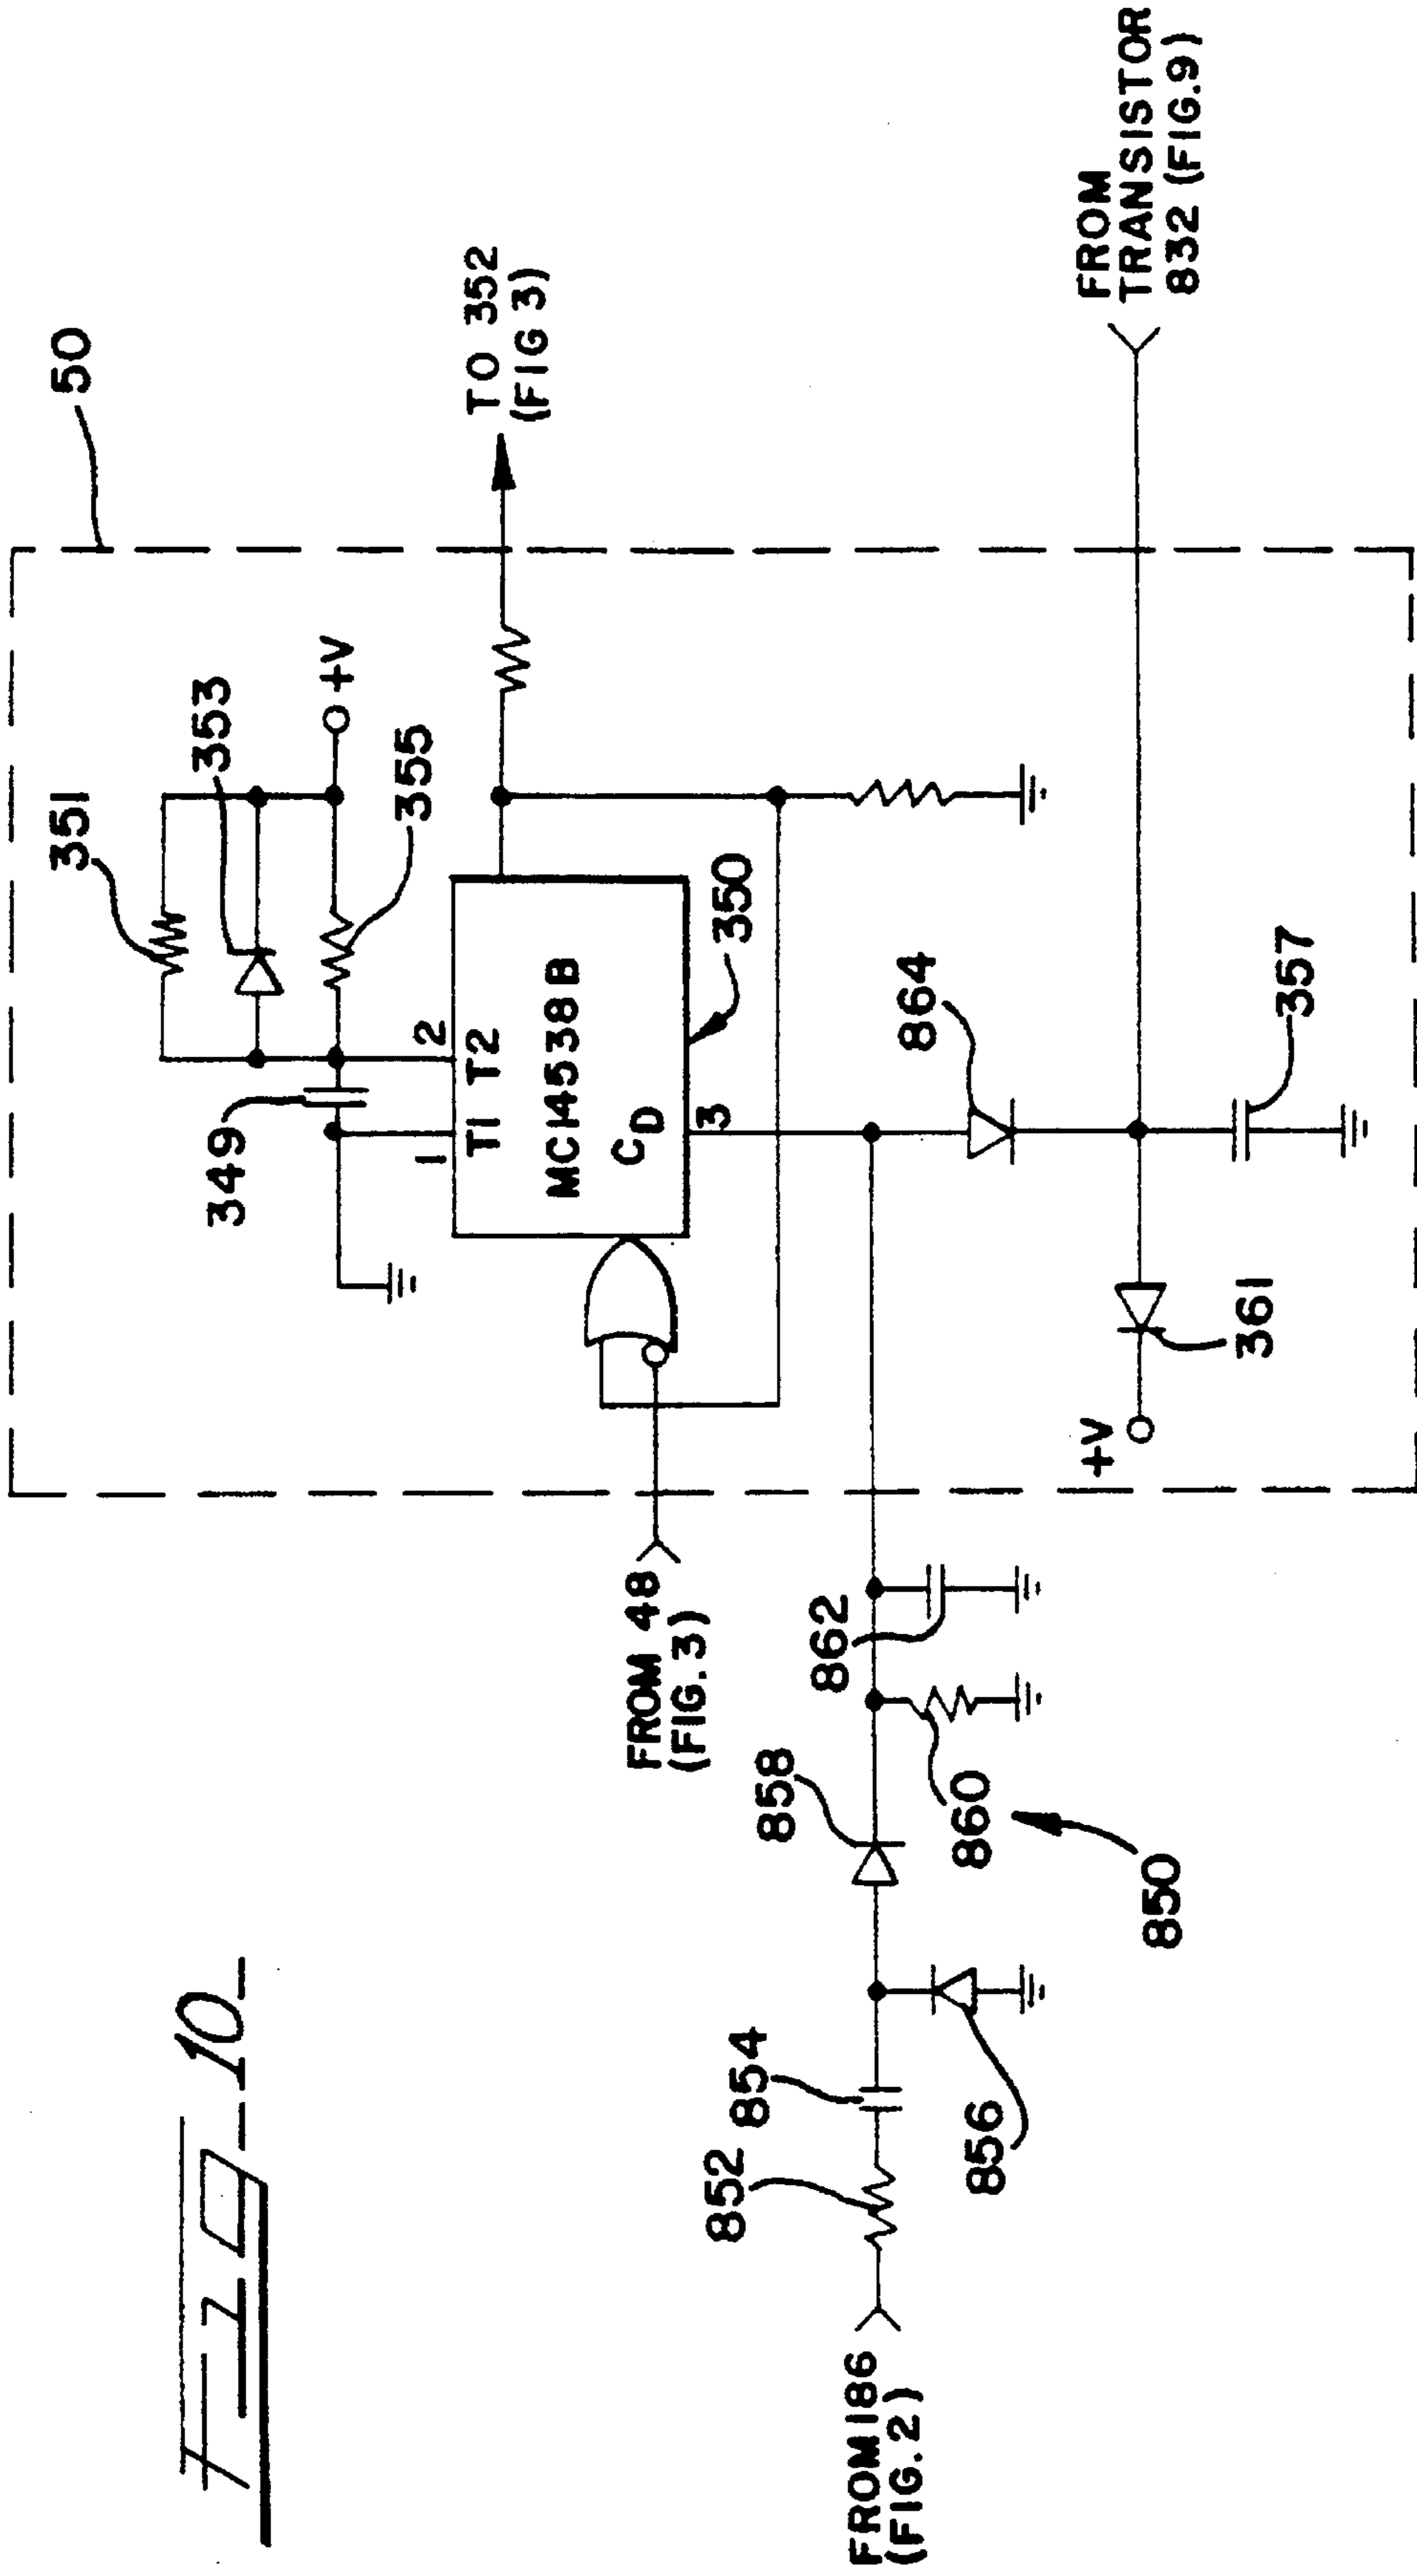 Fig. 10
50
TO 352
(FIG 3)
351
353
+V
355
349
1
2
T1 T2
MC14538B
CD
3
350
FROM 48
(FIG. 3)
864
FROM
TRANSISTOR
832 (FIG.9)
357
361
+V
862
860
858
850
856
854
852
FROM 186
(FIG. 2)